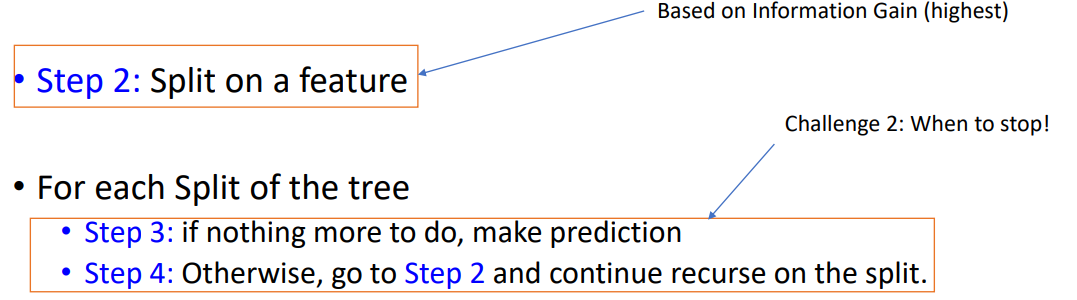 Based on Information Gain (highest)
• Step 2: Split on a feature
Challenge 2: When to stop!
• For each Split of the tree
• Step 3: if nothing more to do, make prediction
• Step 4: Otherwise, go to Step 2 and continue recurse on the split.